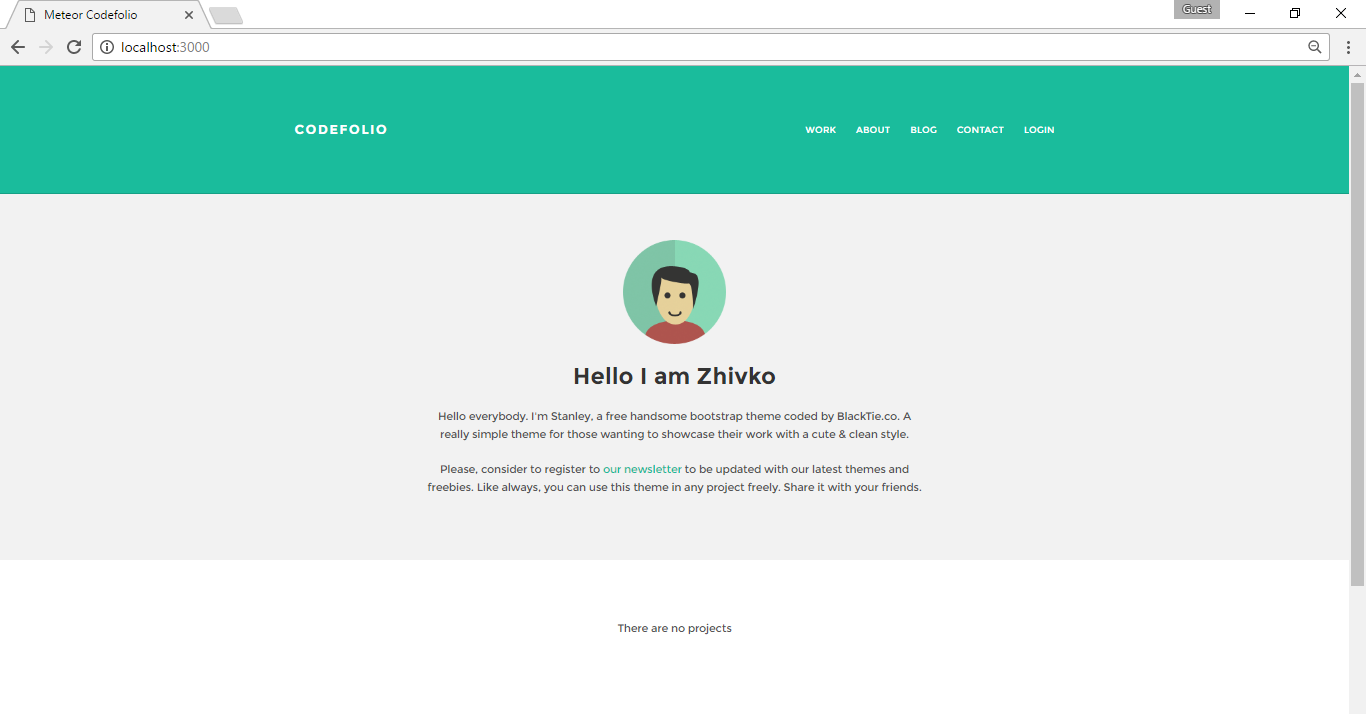 Meteor Codefolio
Guest
localhost:3000
CODEFOLIO
WORK ABOUT BLOG CONTACT LOGIN
Hello I am Zhivko
Hello everybody. I'm Stanley, a free handsome bootstrap theme coded by BlackTie.co. A
really simple theme for those wanting to showcase their work with a cute & clean style.
Please, consider to register to our newsletter to be updated with our latest themes and
freebies. Like always, you can use this theme in any project freely. Share it with your friends.
There are no projects